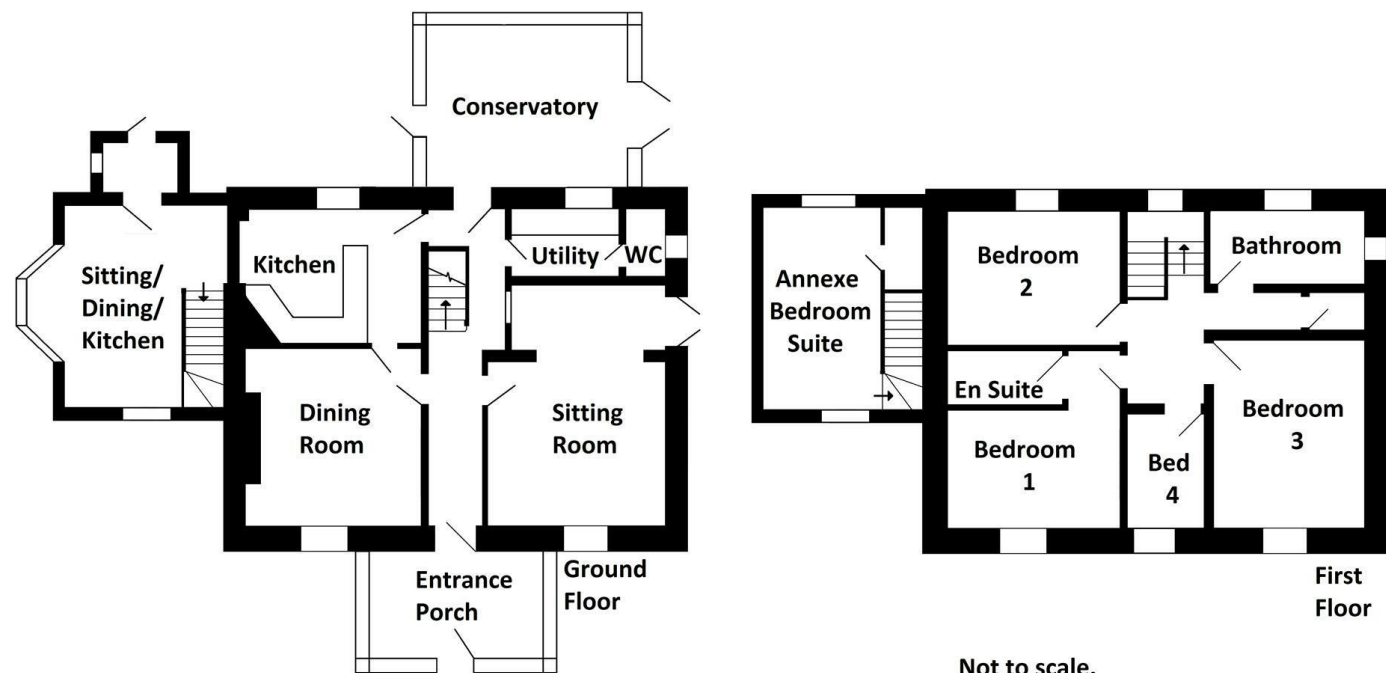 Conservatory
Sitting/
Dining/
Kitchen
Kitchen
Utility
WC
Dining
Room
Sitting
Room
Entrance
Porch
Ground
Floor
Annexe
Bedroom
Suite
Bedroom
2
Bathroom
En Suite
Bedroom
1
Bed
4
Bedroom
3
First
Floor
Not to scale.